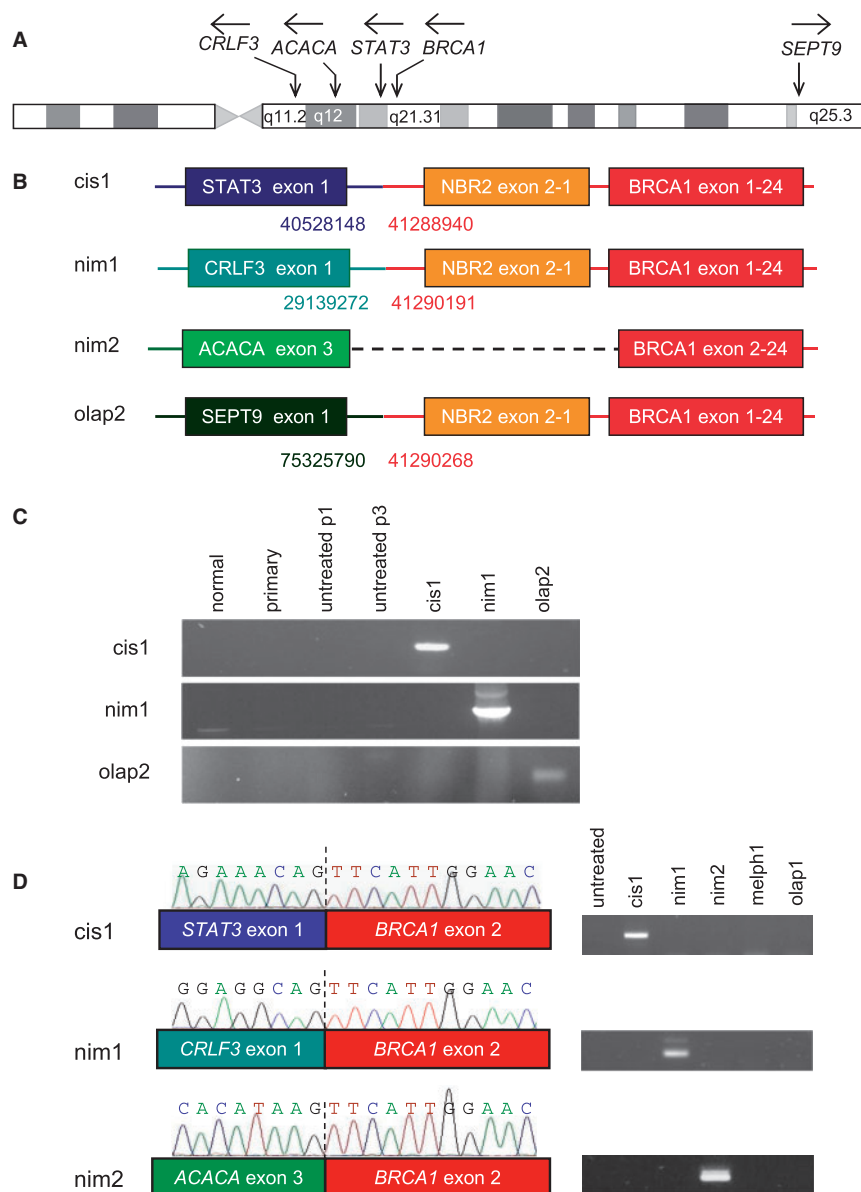 A
CRLF3 ACACA STAT3 BRCA1 SEPT9
q11.2 q12 q21.31 q25.3
B
cis1 STAT3 exon 1 NBR2 exon 2-1 BRCA1 exon 1-24
40528148 41288940
nim1 CRLF3 exon 1 NBR2 exon 2-1 BRCA1 exon 1-24
29139272 41290191
nim2 ACACA exon 3 BRCA1 exon 2-24
olap2 SEPT9 exon 1 NBR2 exon 2-1 BRCA1 exon 1-24
75325790 41290268
C
normal primary untreated p1 untreated p3 cis1 nim1 olap2
cis1
nim1
olap2
D
untreated cis1 nim1 nim2 melph1 olap1
A G A A A C A G T T C A T T G G A A C
cis1 STAT3 exon 1 BRCA1 exon 2
G G A G G C A G T T C A T T G G A A C
nim1 CRLF3 exon 1 BRCA1 exon 2
C A C A T A A G T T C A T T G G A A C
nim2 ACACA exon 3 BRCA1 exon 2